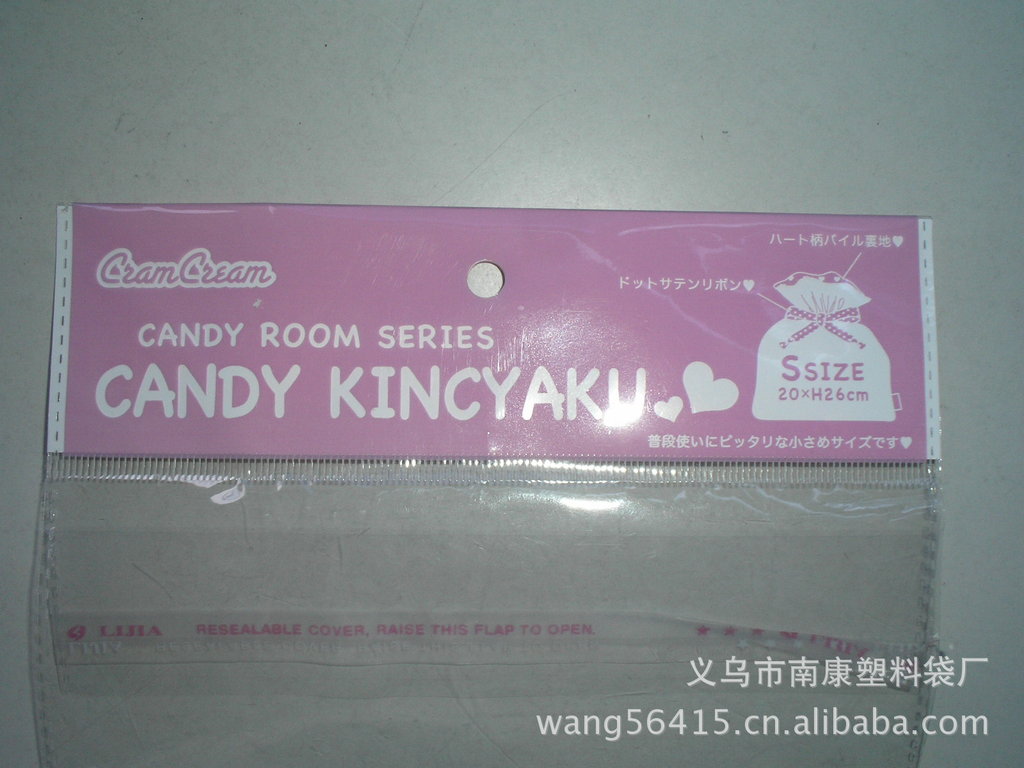 CramCream
ハート柄パイル裏地♥
ドットサテンリボン♥
CANDY ROOM SERIES
CANDY KINCYAKU
S SIZE
20×H26cm
普段使いにピッタリな小さめサイズです♥
LIJIA RESEALABLE COVER, RAISE THIS FLAP TO OPEN. ★ ★ ★
义乌市南康塑料袋厂
wang56415.cn.alibaba.com